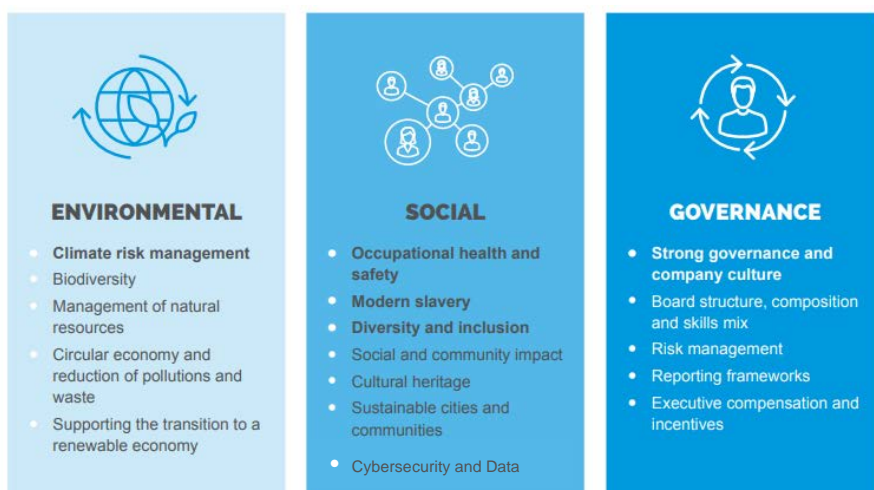 ENVIRONMENTAL
• Climate risk management
• Biodiversity
• Management of natural
resources
• Circular economy and
reduction of pollutions and
waste
• Supporting the transition to a
renewable economy
SOCIAL
• Occupational health and
safety
• Modern slavery
• Diversity and inclusion
• Social and community impact
• Cultural heritage
• Sustainable cities and
communities
• Cybersecurity and Data
GOVERNANCE
• Strong governance and
company culture
• Board structure, composition
and skills mix
• Risk management
• Reporting frameworks
• Executive compensation and
incentives